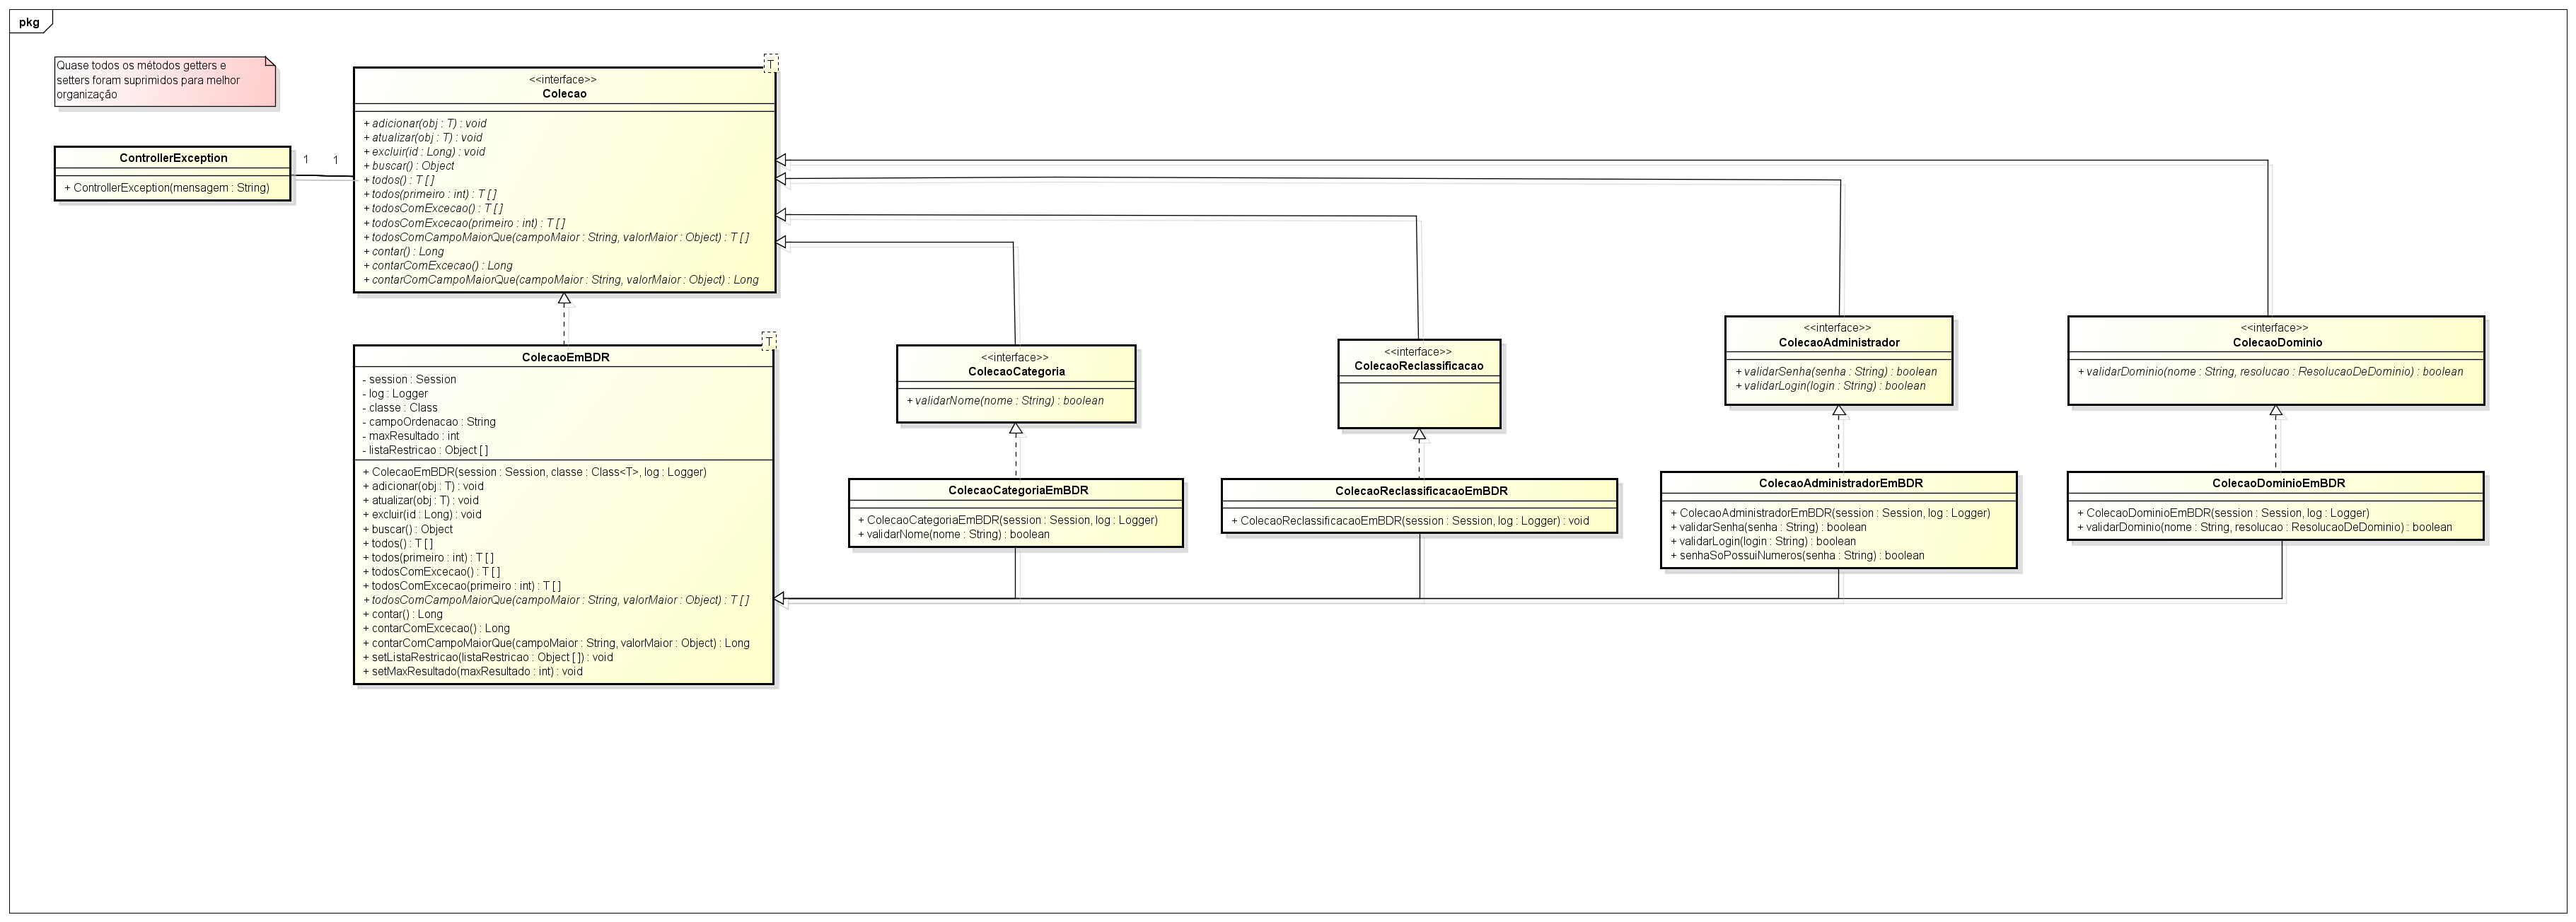 pkg
Quase todos os métodos getters e
setters foram suprimidos para melhor
organização
ControllerException
+ ControllerException(mensagem : String)
1
1
T
<<interface>>
Colecao
+ adicionar(obj : T) : void
+ atualizar(obj : T) : void
+ excluir(id : Long) : void
+ buscar() : Object
+ todos() : T [ ]
+ todos(primeiro : int) : T [ ]
+ todosComExcecao() : T [ ]
+ todosComExcecao(primeiro : int) : T [ ]
+ todosComCampoMaiorQue(campoMaior : String, valorMaior : Object) : T [ ]
+ contar() : Long
+ contarComExcecao() : Long
+ contarComCampoMaiorQue(campoMaior : String, valorMaior : Object) : Long
T
ColecaoEmBDR
- session : Session
- log : Logger
- classe : Class
- campoOrdenacao : String
- maxResultado : int
- listaRestricao : Object [ ]
+ ColecaoEmBDR(session : Session, classe : Class<T>, log : Logger)
+ adicionar(obj : T) : void
+ atualizar(obj : T) : void
+ excluir(id : Long) : void
+ buscar() : Object
+ todos() : T [ ]
+ todos(primeiro : int) : T [ ]
+ todosComExcecao() : T [ ]
+ todosComExcecao(primeiro : int) : T [ ]
+ todosComCampoMaiorQue(campoMaior : String, valorMaior : Object) : T [ ]
+ contar() : Long
+ contarComExcecao() : Long
+ contarComCampoMaiorQue(campoMaior : String, valorMaior : Object) : Long
+ setListaRestricao(listaRestricao : Object [ ]) : void
+ setMaxResultado(maxResultado : int) : void
<<interface>>
ColecaoCategoria
+ validarNome(nome : String) : boolean
ColecaoCategoriaEmBDR
+ ColecaoCategoriaEmBDR(session : Session, log : Logger)
+ validarNome(nome : String) : boolean
<<interface>>
ColecaoReclassificacao
ColecaoReclassificacaoEmBDR
+ ColecaoReclassificacaoEmBDR(session : Session, log : Logger) : void
<<interface>>
ColecaoAdministrador
+ validarSenha(senha : String) : boolean
+ validarLogin(login : String) : boolean
ColecaoAdministradorEmBDR
+ ColecaoAdministradorEmBDR(session : Session, log : Logger)
+ validarSenha(senha : String) : boolean
+ validarLogin(login : String) : boolean
+ senhaSoPossuiNumeros(senha : String) : boolean
<<interface>>
ColecaoDominio
+ validarDominio(nome : String, resolucao : ResolucaoDeDominio) : boolean
ColecaoDominioEmBDR
+ ColecaoDominioEmBDR(session : Session, log : Logger)
+ validarDominio(nome : String, resolucao : ResolucaoDeDominio) : boolean